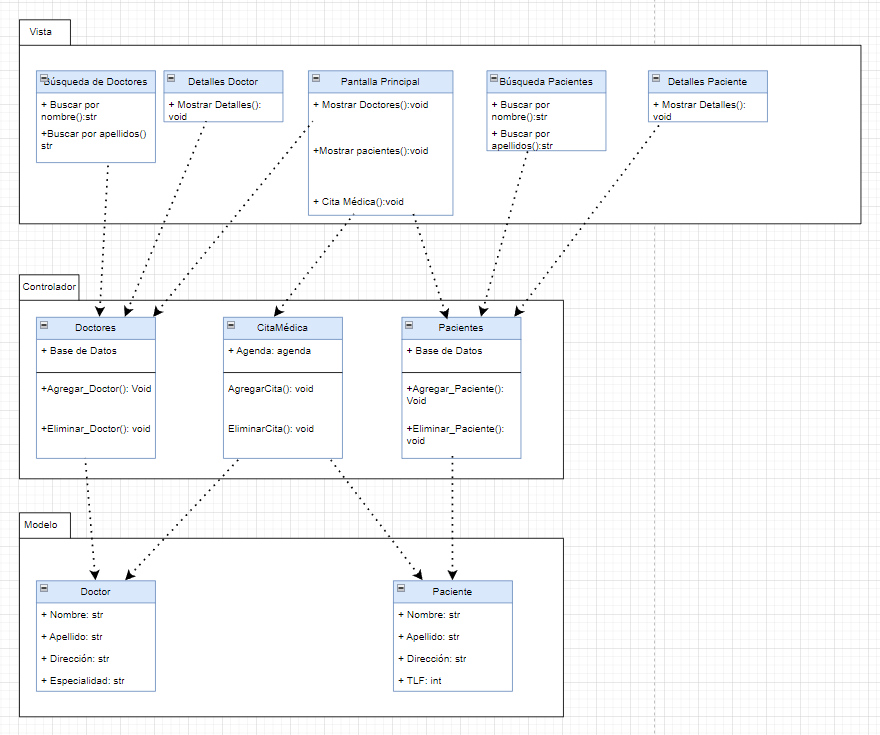 Vista
Búsqueda de Doctores
+ Buscar por
nombre():str
+Buscar por apellidos()
str
Detalles Doctor
+ Mostrar Detalles():
void
Pantalla Principal
+ Mostrar Doctores():void
+Mostrar pacientes():void
+ Cita Médica():void
Búsqueda Pacientes
+ Buscar por
nombre():str
+ Buscar por
apellidos():str
Detalles Paciente
+ Mostrar Detalles():
void
Controlador
Doctores
+ Base de Datos
+Agregar_Doctor(): Void
+Eliminar_Doctor(): void
CitaMédica
+ Agenda: agenda
AgregarCita(): void
EliminarCita(): void
Pacientes
+ Base de Datos
+Agregar_Paciente():
Void
+Eliminar_Paciente():
void
Modelo
Doctor
+ Nombre: str
+ Apellido: str
+ Dirección: str
+ Especialidad: str
Paciente
+ Nombre: str
+ Apellido: str
+ Dirección: str
+ TLF: int